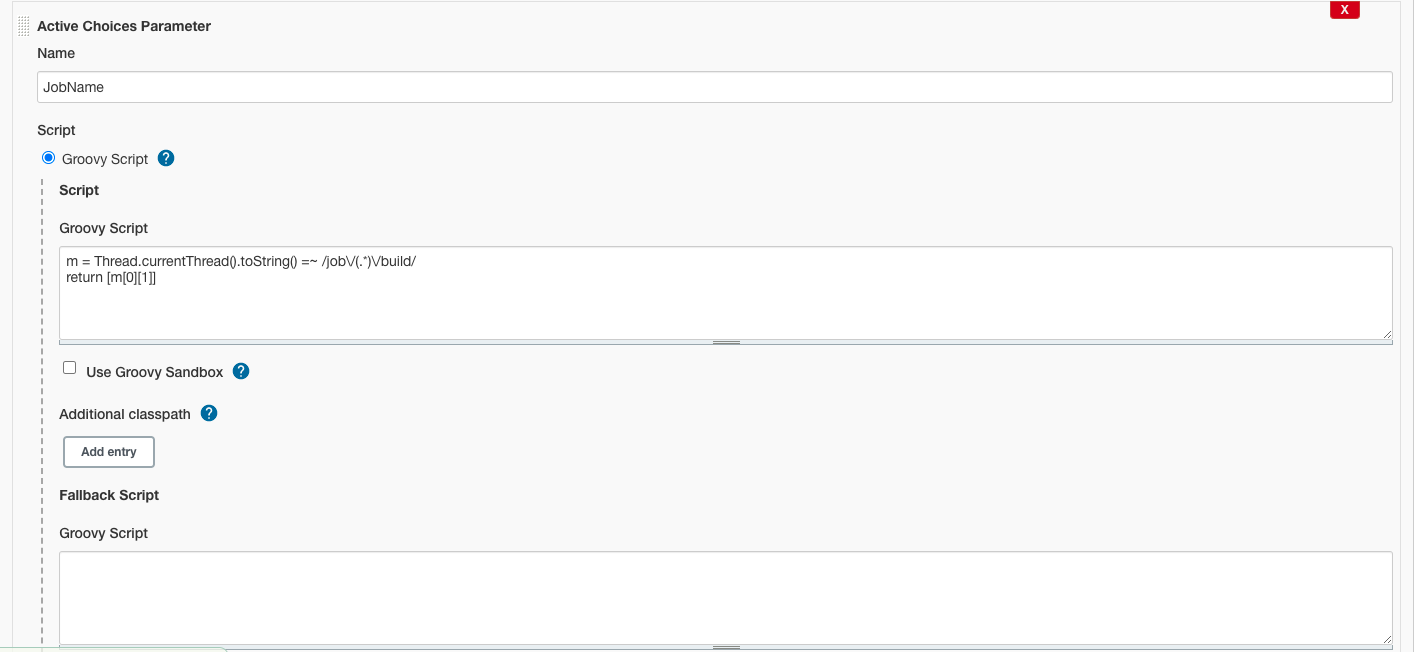 X
Active Choices Parameter
Name
JobName
Script
Groovy Script ?
Script
Groovy Script
m = Thread.currentThread().toString() =~ /job\/(.*)\/build/
return [m[0][1]]
Use Groovy Sandbox ?
Additional classpath ?
Add entry
Fallback Script
Groovy Script